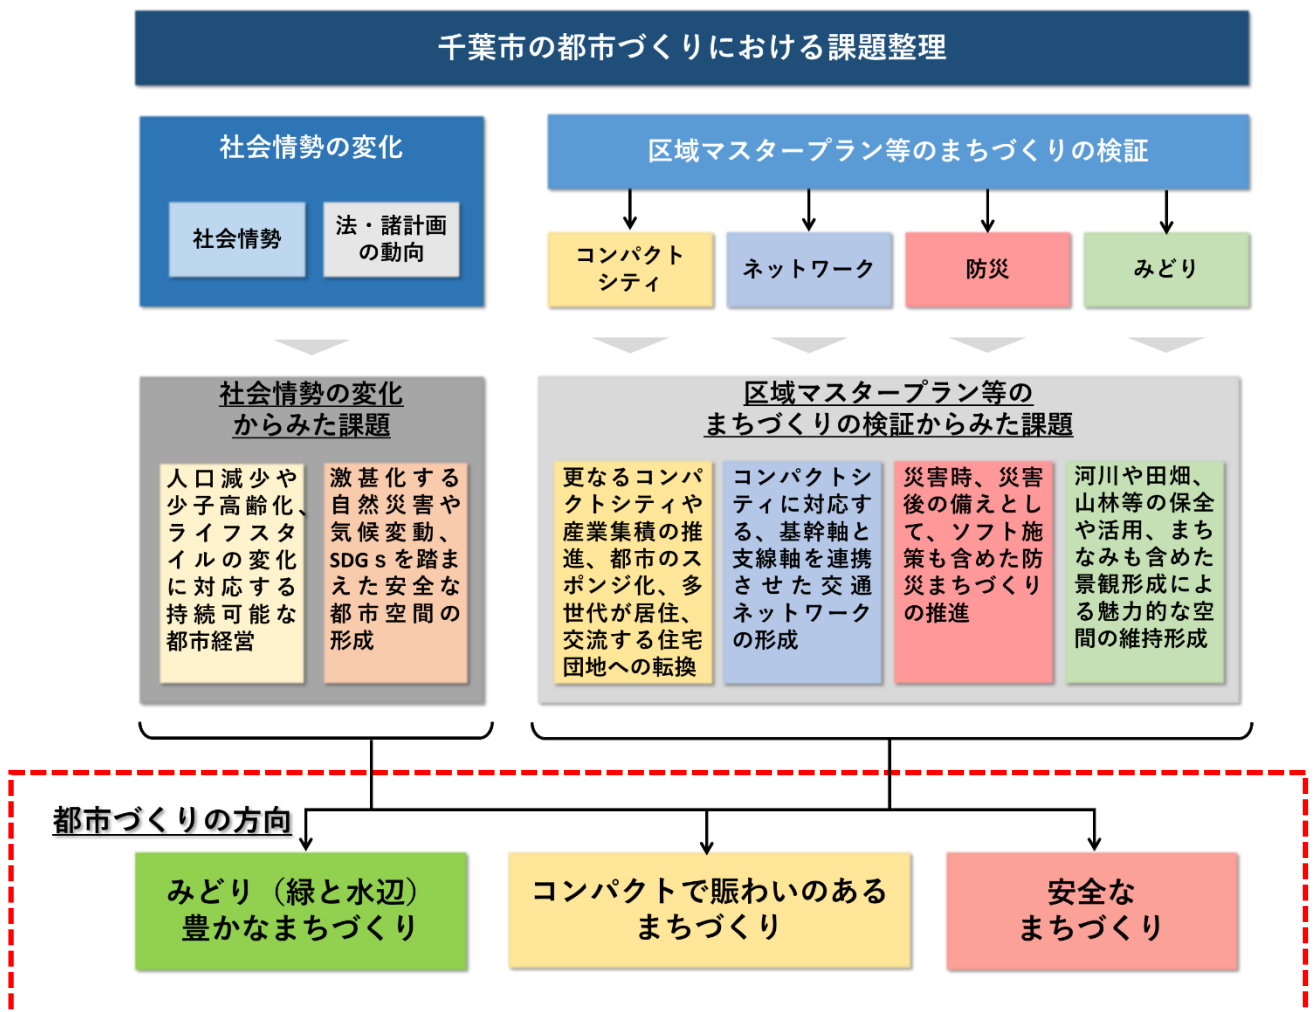 千葉市の都市づくりにおける課題整理
社会情勢の変化
社会情勢
法・諸計画
の動向
区域マスタープラン等のまちづくりの検証
コンパクト
シティ
ネットワーク
防災
みどり
社会情勢の変化
からみた課題
人口減少や
少子高齢化、
ライフスタ
イルの変化
に対応する
持続可能な
都市経営
激甚化する
自然災害や
気候変動、
SDGｓを踏ま
えた安全な
都市空間の
形成
区域マスタープラン等の
まちづくりの検証からみた課題
更なるコンパ
クトシティや
産業集積の推
進、都市のス
ポンジ化、多
世代が居住、
交流する住宅
団地への転換
コンパクトシ
ティに対応す
る、基幹軸と
支線軸を連携
させた交通
ネットワーク
の形成
災害時、災害
後の備えとし
て、ソフト施
策も含めた防
災まちづくり
の推進
河川や田畑、
山林等の保全
や活用、まち
なみも含めた
景観形成によ
る魅力的な空
間の維持形成
都市づくりの方向
みどり（緑と水辺）
豊かなまちづくり
コンパクトで賑わいのある
まちづくり
安全な
まちづくり